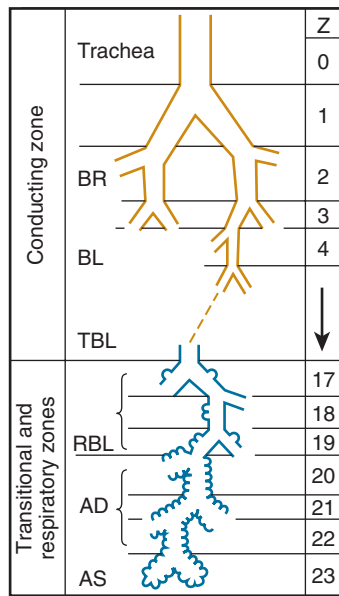 Z
Trachea
0
1
BR
2
3
BL
4
TBL
17
18
RBL
19
20
AD
21
22
AS
23
Conducting zone
Transitional and
respiratory zones